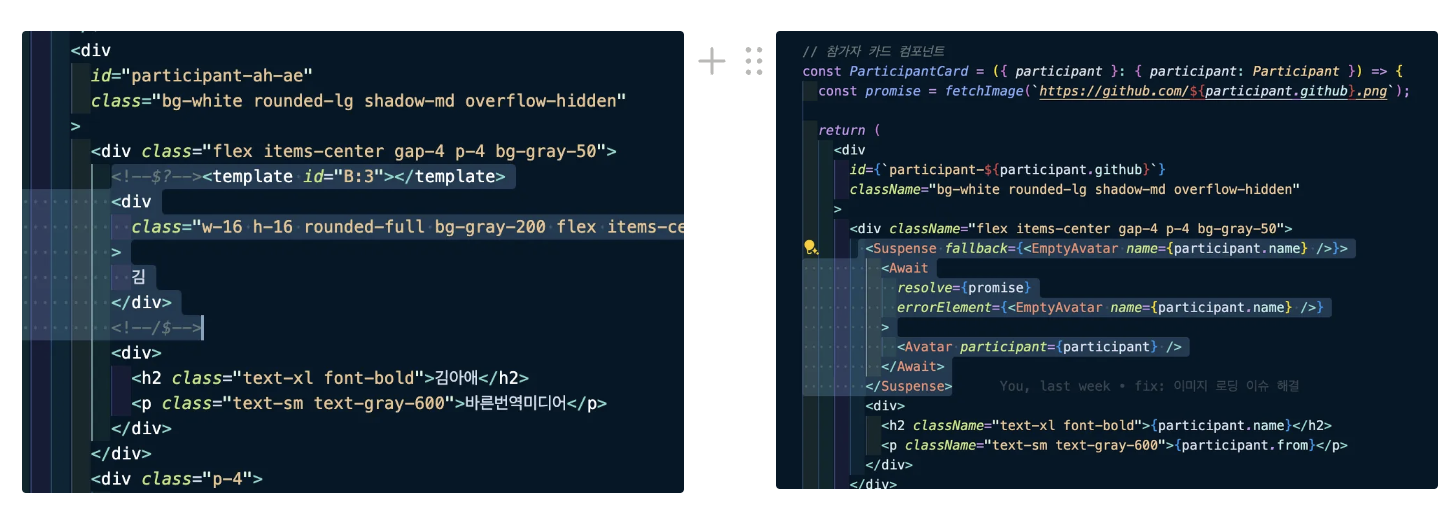 <div
id="participant-ah-ae"
class="bg-white rounded-lg shadow-md overflow-hidden"
>
<div class="flex items-center gap-4 p-4 bg-gray-50">
<!--$?--><template id="B:3"></template>
<div
class="w-16 h-16 rounded-full bg-gray-200 flex items-ce
>
김
</div>
<!--/$-->
<div>
<h2 class="text-xl font-bold">김아애</h2>
<p class="text-sm text-gray-600">바른번역미디어</p>
</div>
</div>
<div class="p-4">
// 참가자 카드 컴포넌트
const ParticipantCard = ({ participant }: { participant: Participant }) => {
const promise = fetchImage(`https://github.com/${participant.github}.png`);
return (
<div
id={`participant-${participant.github}`}
className="bg-white rounded-lg shadow-md overflow-hidden"
>
<div className="flex items-center gap-4 p-4 bg-gray-50">
<Suspense fallback={<EmptyAvatar name={participant.name} />}>
<Await
resolve={promise}
errorElement={<EmptyAvatar name={participant.name} />}
>
<Avatar participant={participant} />
</Await>
</Suspense> You, last week • fix: 이미지 로딩 이슈 해결
<div>
<h2 className="text-xl font-bold">{participant.name}</h2>
<p className="text-sm text-gray-600">{participant.from}</p>
</div>
</div>